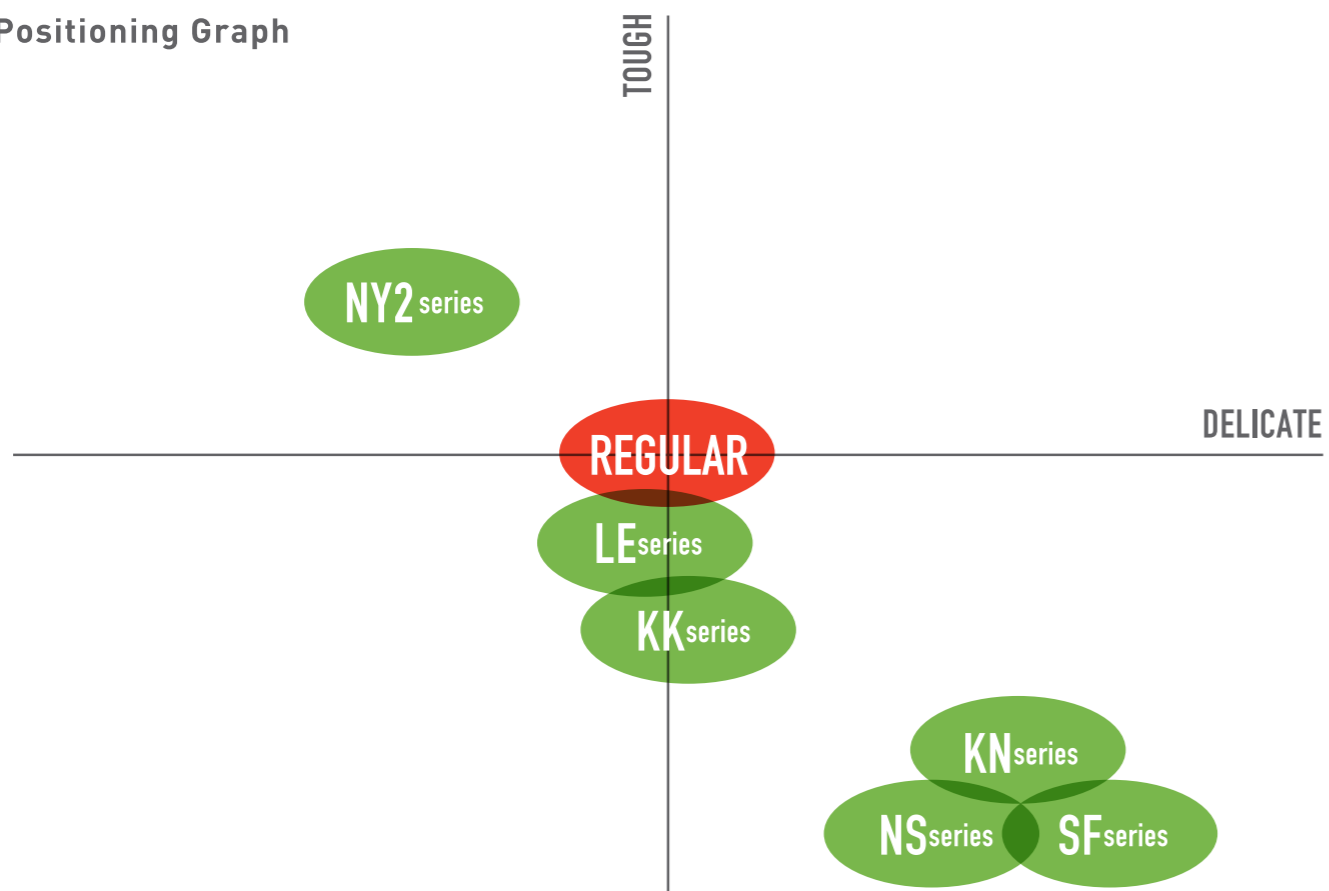 Positioning Graph
TOUGH
NY2 series
DELICATE
REGULAR
LE series
KK series
KN series
NS series
SF series